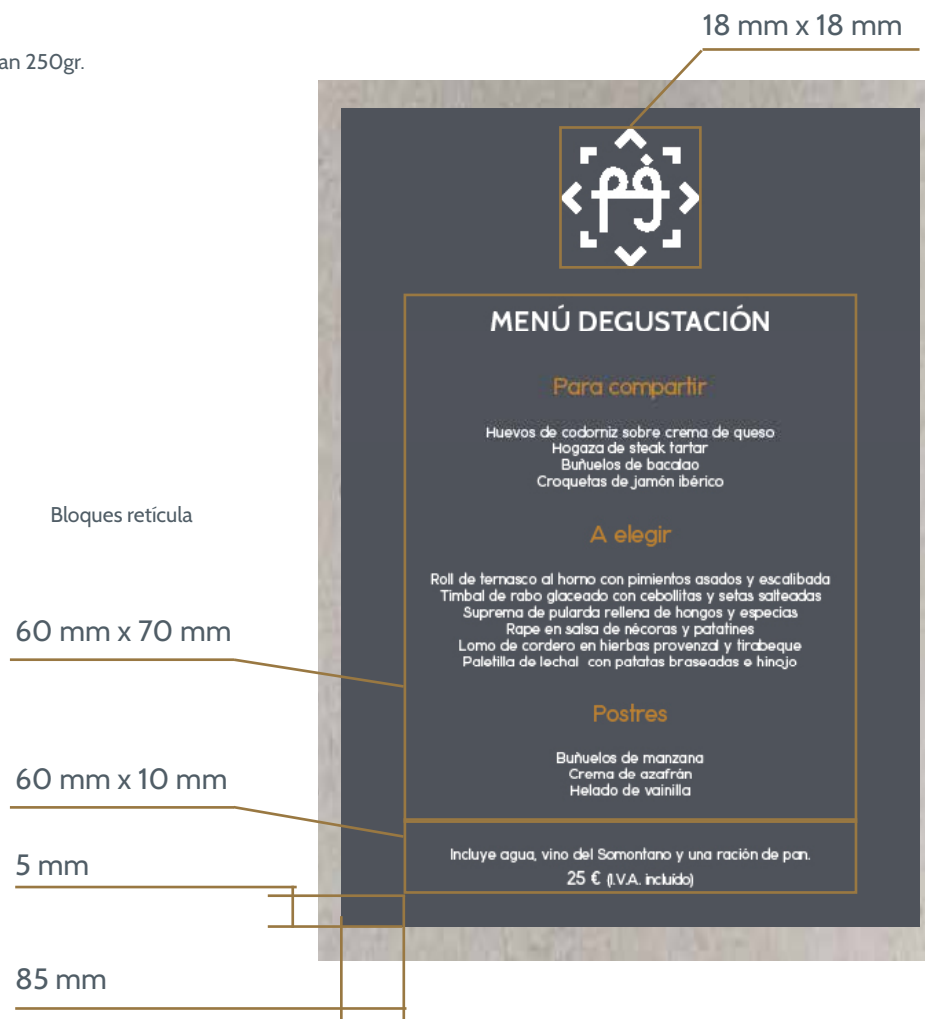 18 mm x 18 mm
an 250gr.
pj
MENÚ DEGUSTACIÓN
Para compartir
Huevos de codorniz sobre crema de queso
Hogaza de steak tartar
Buñuelos de bacalao
Croquetas de jamón ibérico
Bloques retícula
A elegir
Roll de ternasco al horno con pimientos asados y escalibada
Timbal de rabo glaceado con cebollitas y setas salteadas
Suprema de pularda rellena de hongos y especias
Rape en salsa de nécoras y patatines
Lomo de cordero en hierbas provenzal y tirabeque
Paletilla de lechal con patatas braseadas e hinojo
60 mm x 70 mm
Postres
Buñuelos de manzana
Crema de azafrán
Helado de vainilla
60 mm x 10 mm
Incluye agua, vino del Somontano y una ración de pan.
25 € (I.V.A. incluído)
5 mm
85 mm